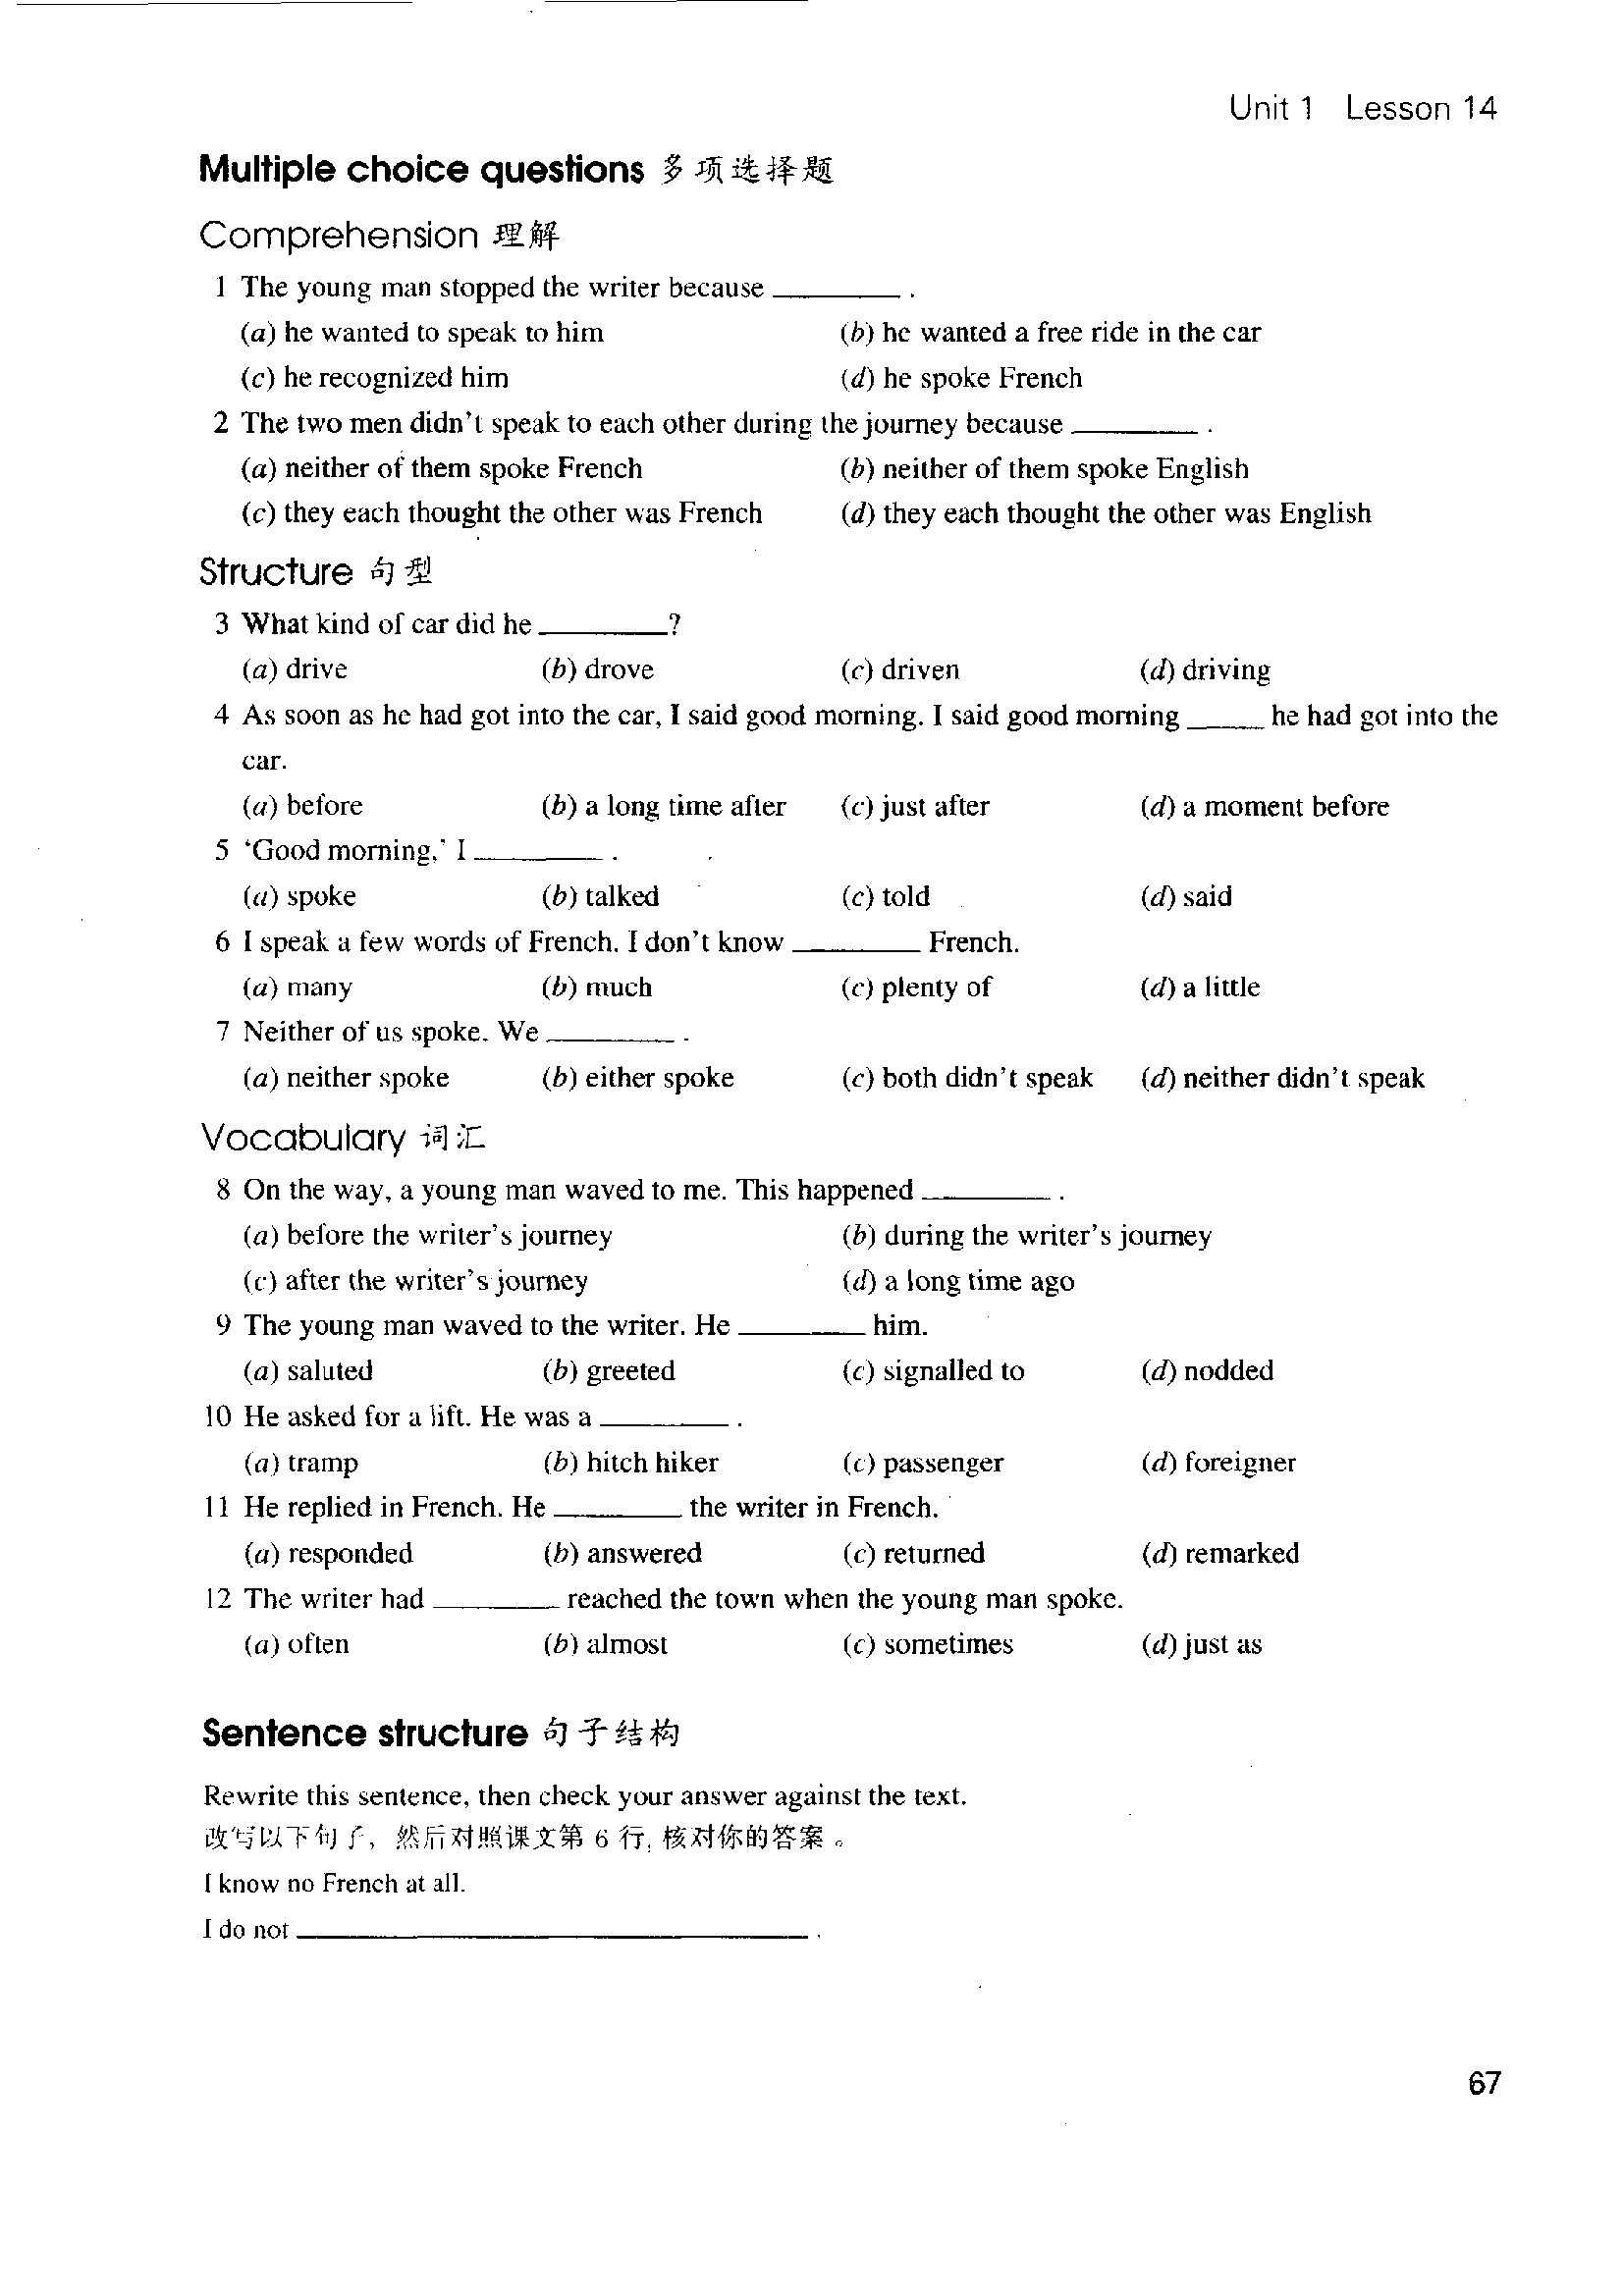 Unit 1 Lesson 14
Multiple choice questions 多项选择题
Comprehension 理解
1 The young man stopped the writer because ________ .
(a) he wanted to speak to him (b) he wanted a free ride in the car
(c) he recognized him (d) he spoke French
2 The two men didn't speak to each other during the journey because ________ .
(a) neither of them spoke French (b) neither of them spoke English
(c) they each thought the other was French (d) they each thought the other was English
Structure 句型
3 What kind of car did he ________?
(a) drive (b) drove (c) driven (d) driving
4 As soon as he had got into the car, I said good morning. I said good morning _____ he had got into the
car.
(a) before (b) a long time after (c) just after (d) a moment before
5 'Good morning,' I ________ .
(a) spoke (b) talked (c) told (d) said
6 I speak a few words of French. I don't know ________ French.
(a) many (b) much (c) plenty of (d) a little
7 Neither of us spoke. We ________ .
(a) neither spoke (b) either spoke (c) both didn't speak (d) neither didn't speak
Vocabulary 词汇
8 On the way, a young man waved to me. This happened ________ .
(a) before the writer's journey (b) during the writer's journey
(c) after the writer's journey (d) a long time ago
9 The young man waved to the writer. He ________ him.
(a) saluted (b) greeted (c) signalled to (d) nodded
10 He asked for a lift. He was a ________ .
(a) tramp (b) hitch hiker (c) passenger (d) foreigner
11 He replied in French. He ________ the writer in French.
(a) responded (b) answered (c) returned (d) remarked
12 The writer had ________ reached the town when the young man spoke.
(a) often (b) almost (c) sometimes (d) just as
Sentence structure 句子结构
Rewrite this sentence, then check your answer against the text.
改写以下句子, 然后对照课文第 6 行, 核对你的答案。
I know no French at all.
I do not ________________________________ .
67